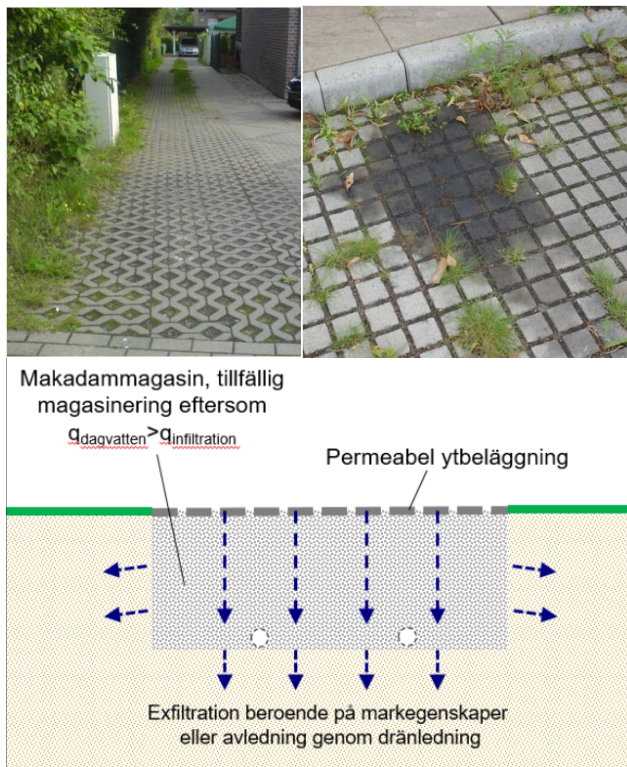 Makadammagasin, tillfällig
magasinering eftersom
qdagvatten>qinfiltration
Permeabel ytbeläggning
Exfiltration beroende på markegenskaper
eller avledning genom dränledning